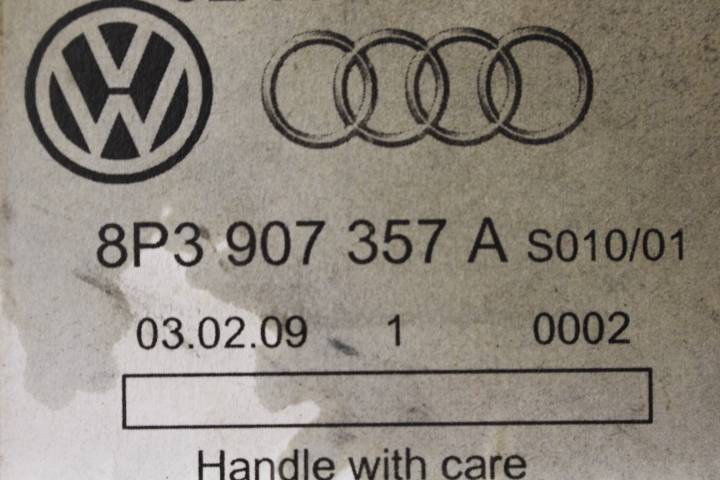 8P3 907 357 A S010/01
03.02.09 1 0002
Handle with care